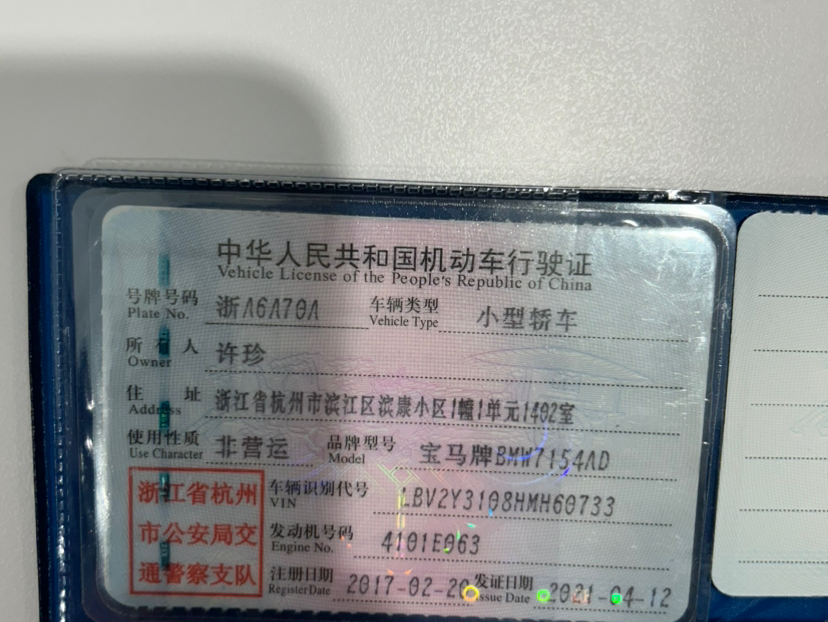 中华人民共和国机动车行驶证
Vehicle License of the People's Republic of China
号牌号码 浙A6A70A 车辆类型 小型轿车
Plate No. Vehicle Type
所有人 许珍
Owner
住址 浙江省杭州市滨江区滨康小区1幢1单元1402室
Address
使用性质 非营运 品牌型号 宝马牌BMW7154AD
Use Character Model
浙江省杭州 车辆识别代号 LBV2Y3108HMH60733
VIN
市公安局交 发动机号码 4101E063
Engine No.
通警察支队 注册日期 2017-02-20 发证日期 2021-04-12
Register Date Issue Date